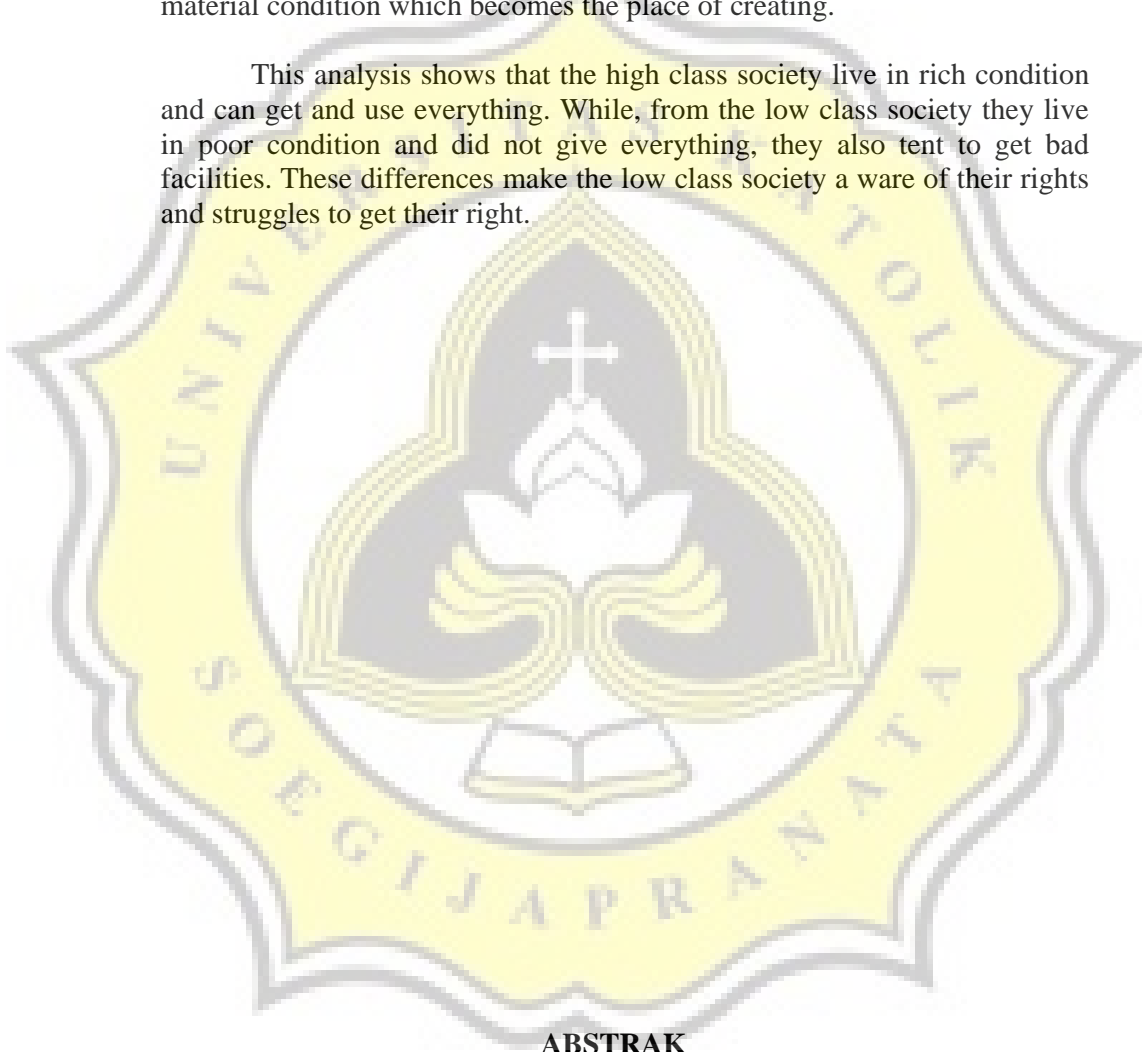 material condition which becomes the place of creating.
This analysis shows that the high class society live in rich condition
and can get and use everything. While, from the low class society they live
in poor condition and did not give everything, they also tent to get bad
facilities. These differences make the low class society a ware of their rights
and struggles to get their right.
UNIVERSITAS KATOLIK
SOEGIJAPRANATA
ABSTRAK